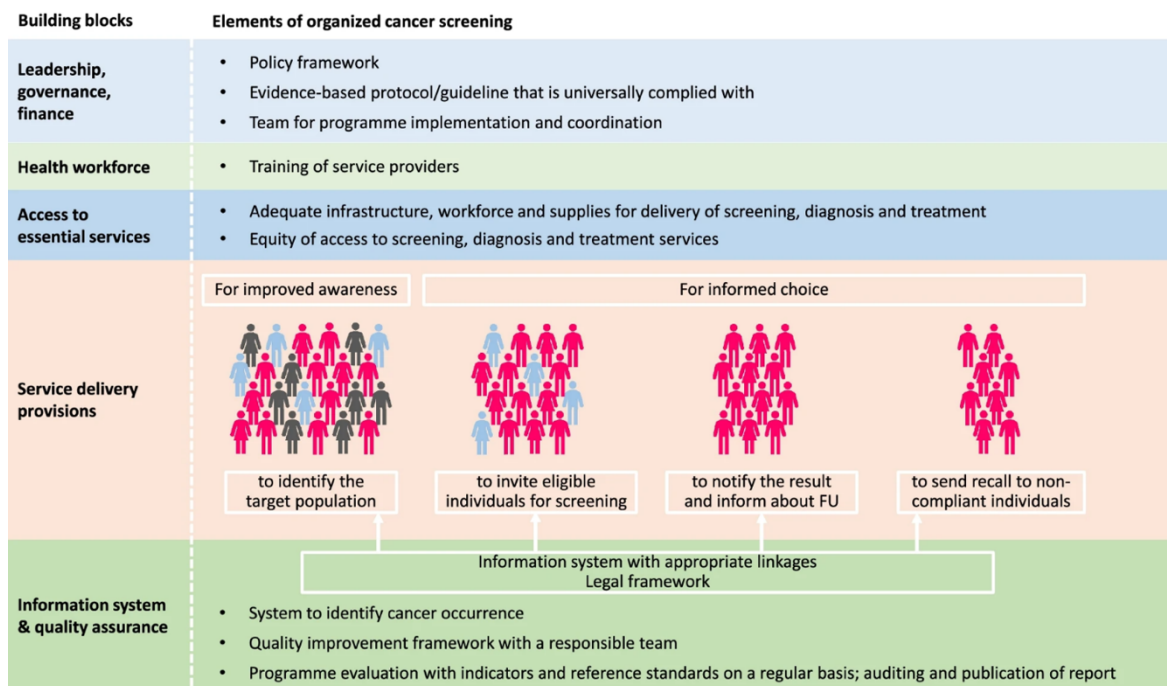 Building blocks
Elements of organized cancer screening
Leadership,
governance,
finance
• Policy framework
• Evidence-based protocol/guideline that is universally complied with
• Team for programme implementation and coordination
Health workforce
• Training of service providers
Access to
essential services
• Adequate infrastructure, workforce and supplies for delivery of screening, diagnosis and treatment
• Equity of access to screening, diagnosis and treatment services
Service delivery
provisions
For improved awareness
For informed choice
to identify the
target population
to invite eligible
individuals for screening
to notify the result
and inform about FU
to send recall to non-
compliant individuals
Information system
& quality assurance
Information system with appropriate linkages
Legal framework
• System to identify cancer occurrence
• Quality improvement framework with a responsible team
• Programme evaluation with indicators and reference standards on a regular basis; auditing and publication of report